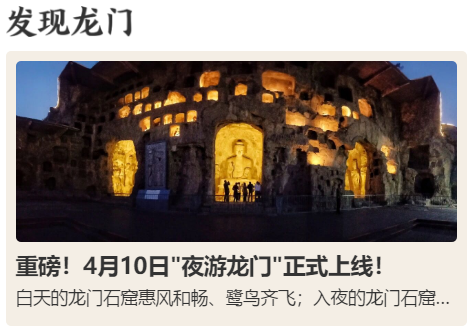 发现龙门
重磅！4月10日"夜游龙门"正式上线！
白天的龙门石窟惠风和畅、鹭鸟齐飞；入夜的龙门石窟...